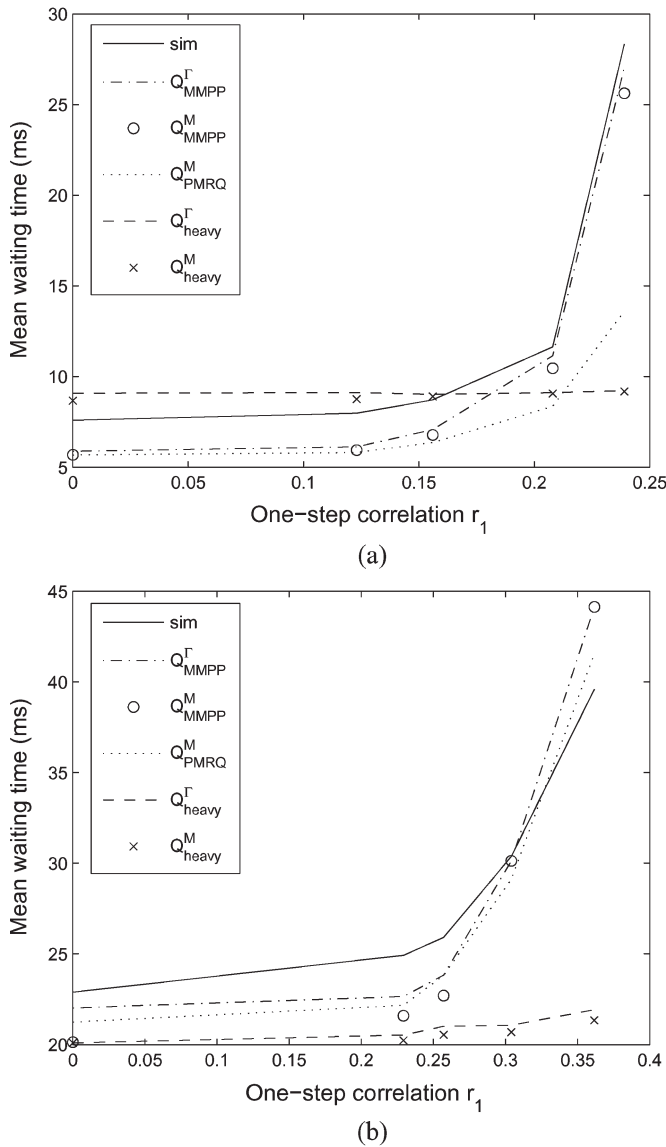 30
25
20
15
10
5
Mean waiting time (ms)
sim
Q^Γ_MMPP
Q^M_MMPP
Q^M_PMRQ
Q^Γ_heavy
Q^M_heavy
0 0.05 0.1 0.15 0.2 0.25
One−step correlation r_1
(a)
45
40
35
30
25
20
Mean waiting time (ms)
sim
Q^Γ_MMPP
Q^M_MMPP
Q^M_PMRQ
Q^Γ_heavy
Q^M_heavy
0 0.05 0.1 0.15 0.2 0.25 0.3 0.35 0.4
One−step correlation r_1
(b)